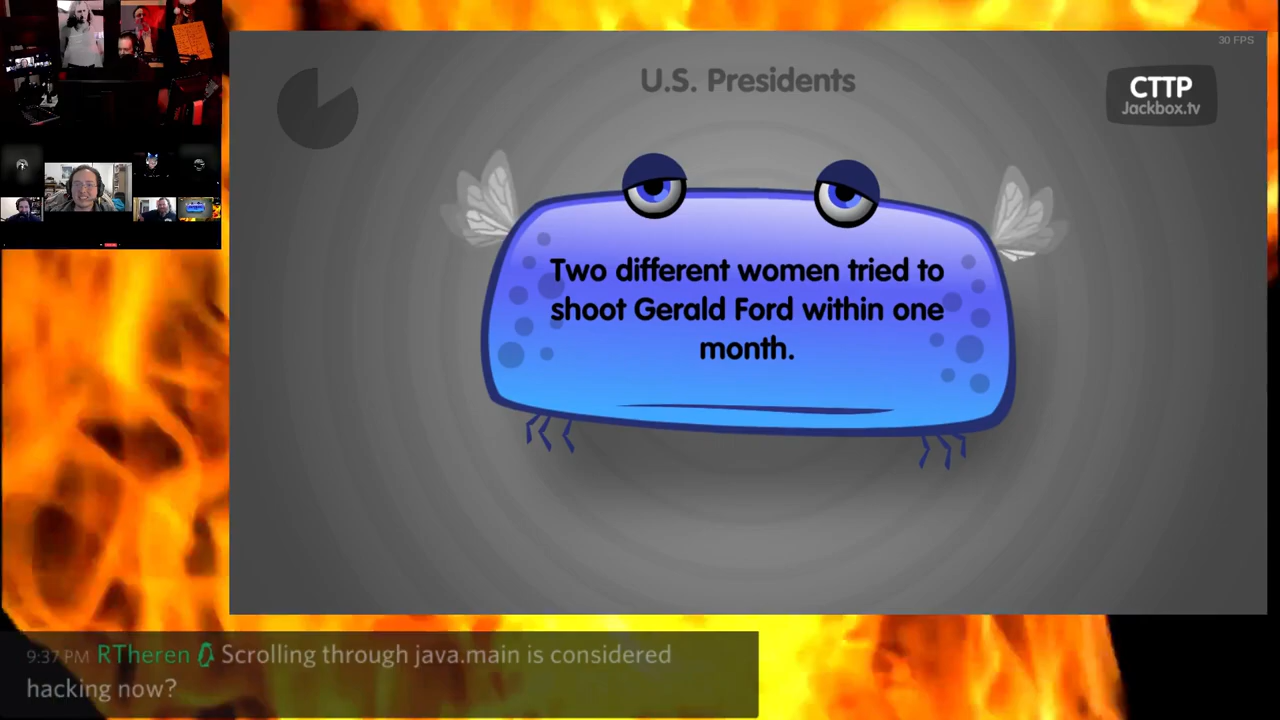 30 FPS
U.S. Presidents
CTTP
Jackbox.tv
Two different women tried to
shoot Gerald Ford within one
month.
9:37 PM RTheren Scrolling through java.main is considered
hacking now?